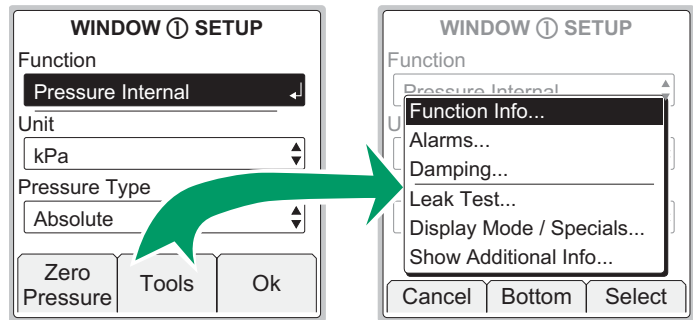 WINDOW ① SETUP
Function
Pressure Internal
Unit
kPa
Pressure Type
Absolute
Zero
Pressure
Tools
Ok
WINDOW ① SETUP
Function
Pressure Internal
U
Function Info...
Alarms...
Damping...
Leak Test...
Display Mode / Specials...
Show Additional Info...
Cancel
Bottom
Select